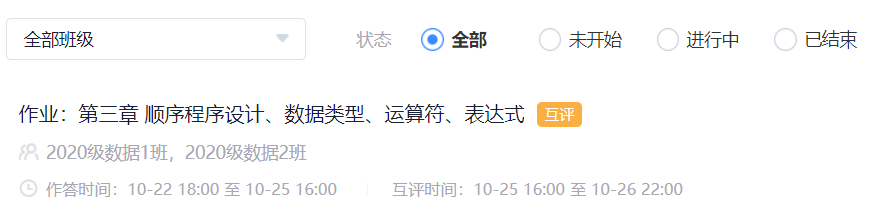 全部班级 状态 全部 未开始 进行中 已结束
作业：第三章 顺序程序设计、数据类型、运算符、表达式 互评
2020级数据1班，2020级数据2班
作答时间：10-22 18:00 至 10-25 16:00 互评时间：10-25 16:00 至 10-26 22:00